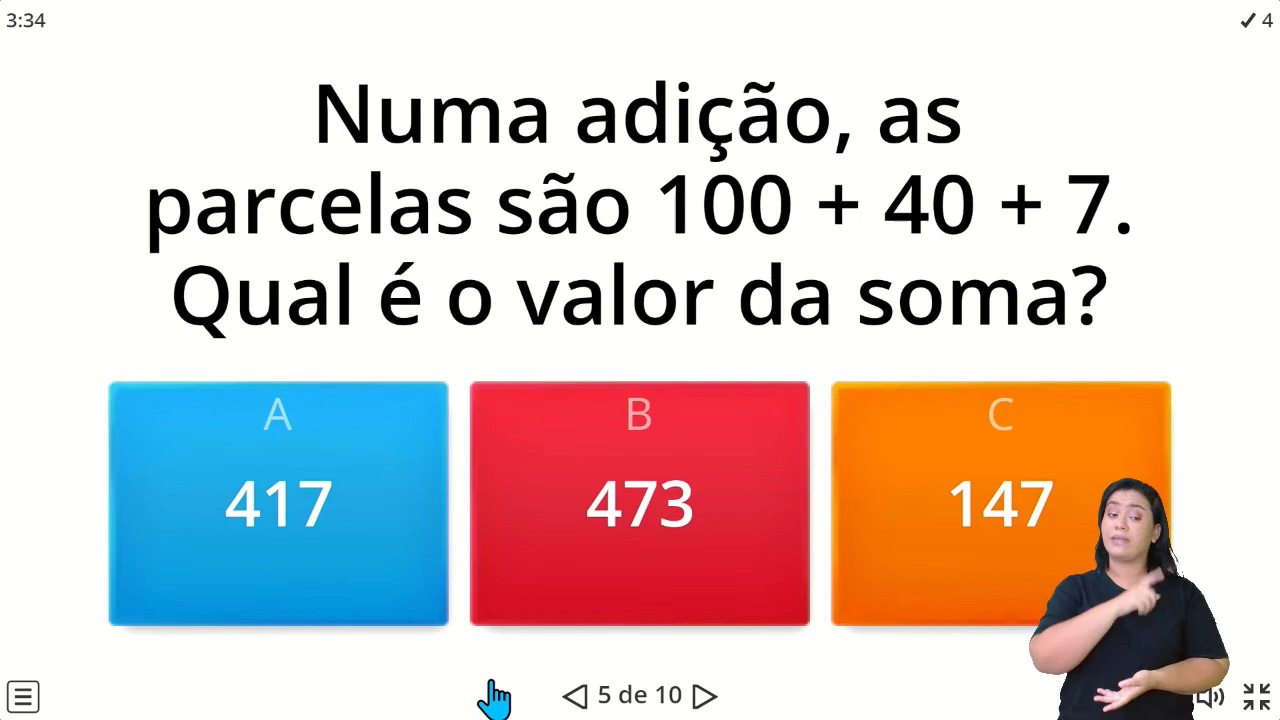 3:34
✓ 4
Numa adição, as
parcelas são 100 + 40 + 7.
Qual é o valor da soma?
A
417
B
473
C
147
5 de 10